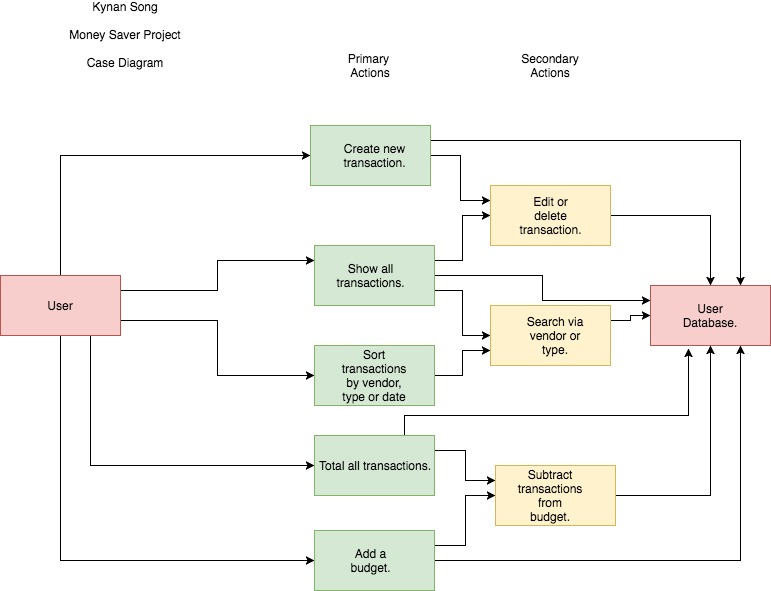 Kynan Song
Money Saver Project
Case Diagram
Primary
Actions
Secondary
Actions
Create new
transaction.
Edit or
delete
transaction.
Show all
transactions.
User
User
Database.
Search via
vendor or
type.
Sort
transactions
by vendor,
type or date
Total all transactions.
Subtract
transactions
from
budget.
Add a
budget.